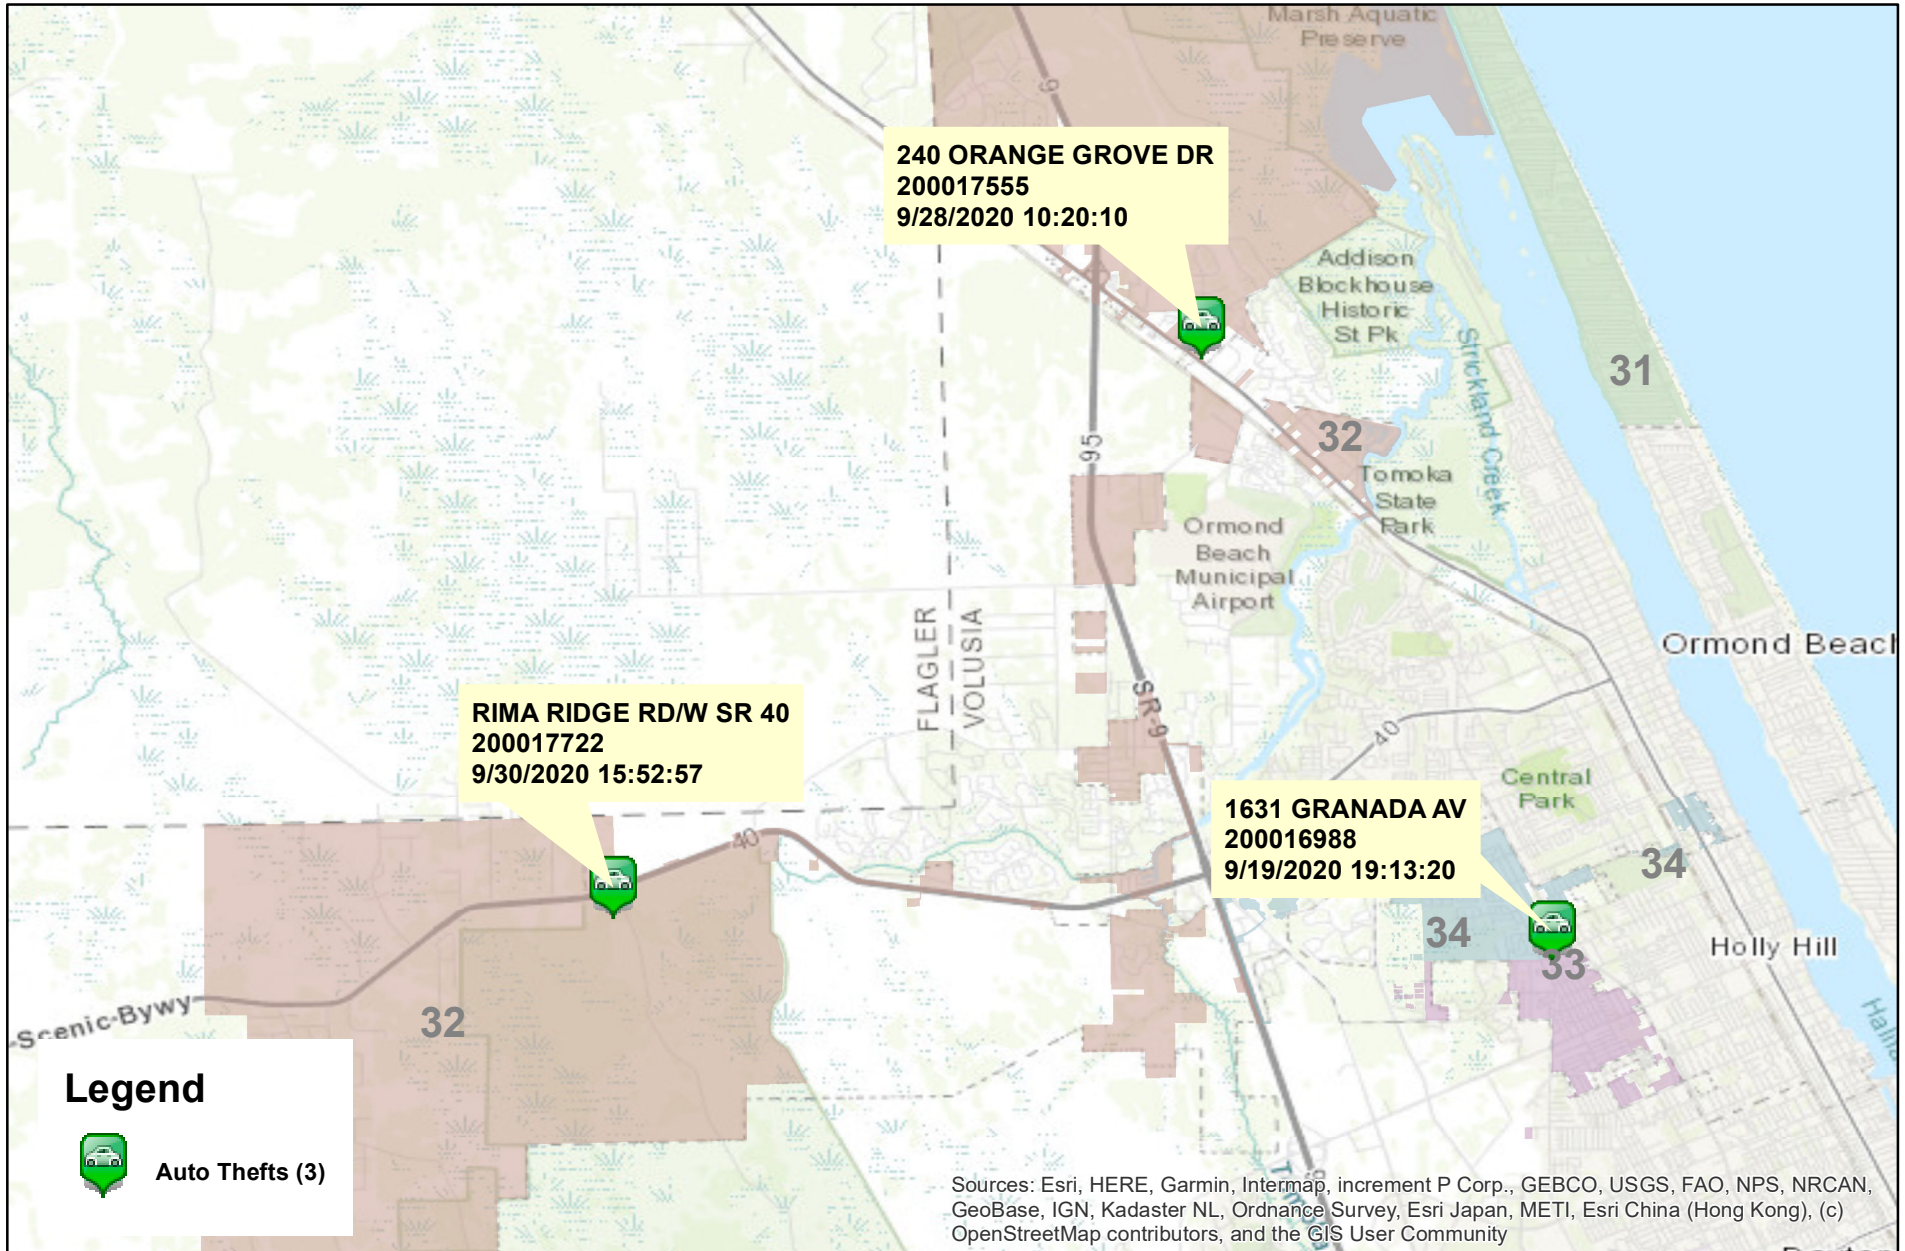 Marsh Aquatic
Preserve
9
240 ORANGE GROVE DR
200017555
9/28/2020 10:20:10
Addison
Blockhouse
Historic
St Pk
Strickland Creek
31
32
95
Tomoka
State
Park
Ormond
Beach
Municipal
Airport
FLAGLER
VOLUSIA
Ormond Beach
SR-9
RIMA RIDGE RD/W SR 40
200017722
9/30/2020 15:52:57
40
40
Central
Park
1631 GRANADA AV
200016988
9/19/2020 19:13:20
34
34
33
Holly Hill
32
-Scenic-Bywy
Legend
Auto Thefts (3)
Sources: Esri, HERE, Garmin, Intermap, increment P Corp., GEBCO, USGS, FAO, NPS, NRCAN,
GeoBase, IGN, Kadaster NL, Ordnance Survey, Esri Japan, METI, Esri China (Hong Kong), (c)
OpenStreetMap contributors, and the GIS User Community